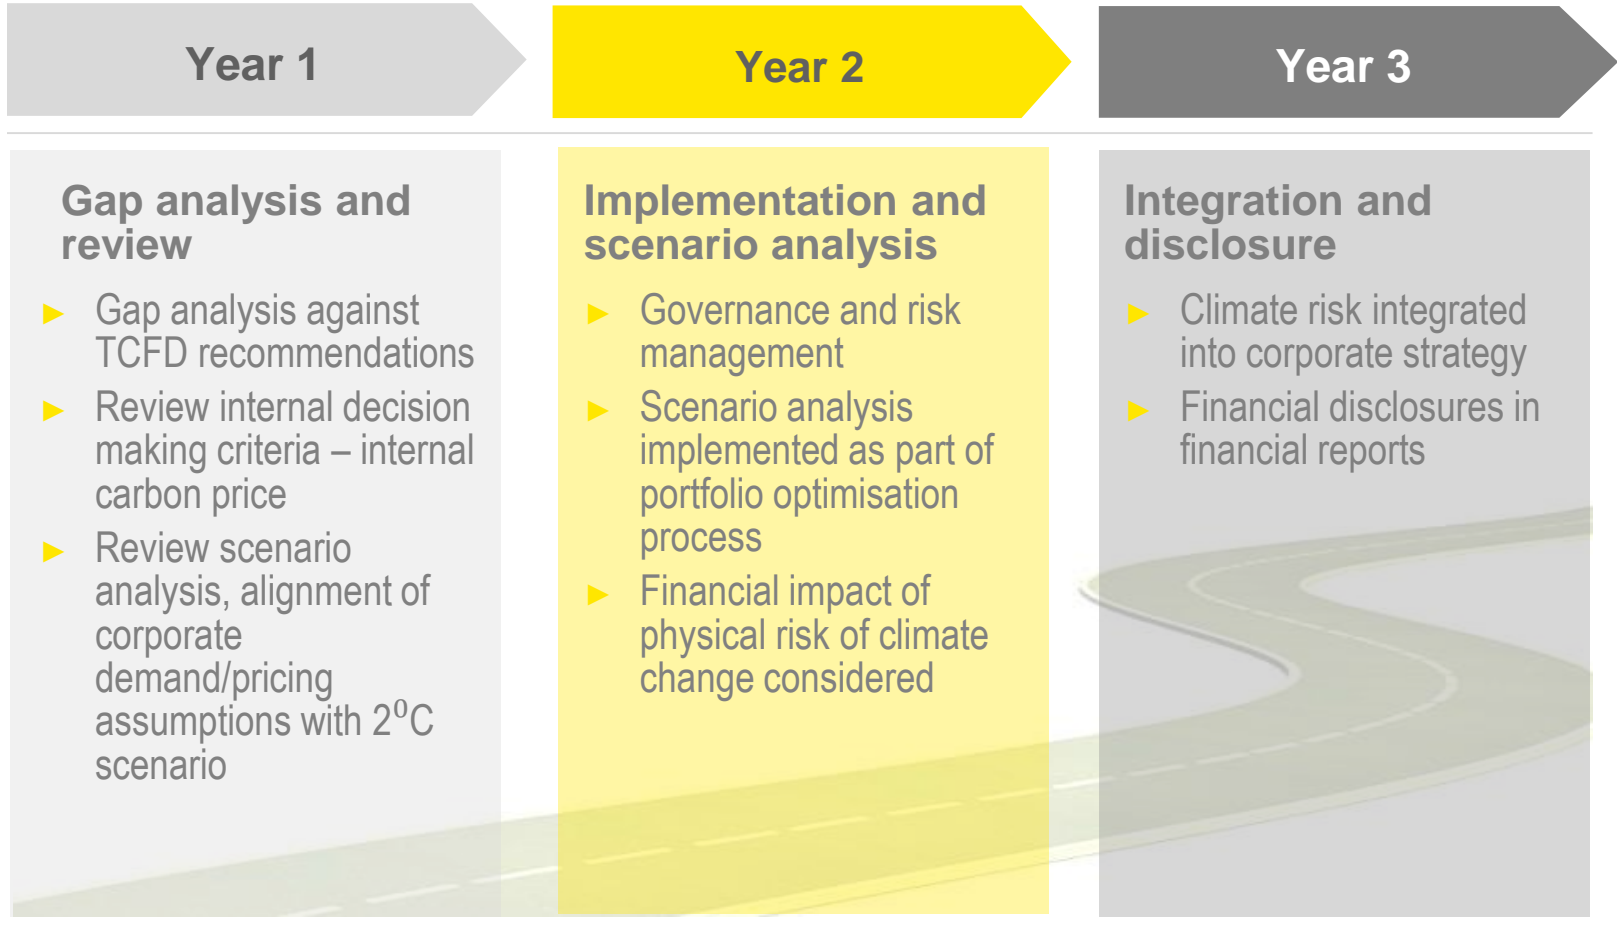 Year 1
Year 2
Year 3
Gap analysis and
review
► Gap analysis against
TCFD recommendations
► Review internal decision
making criteria – internal
carbon price
► Review scenario
analysis, alignment of
corporate
demand/pricing
assumptions with 2⁰C
scenario
Implementation and
scenario analysis
► Governance and risk
management
► Scenario analysis
implemented as part of
portfolio optimisation
process
► Financial impact of
physical risk of climate
change considered
Integration and
disclosure
► Climate risk integrated
into corporate strategy
► Financial disclosures in
financial reports